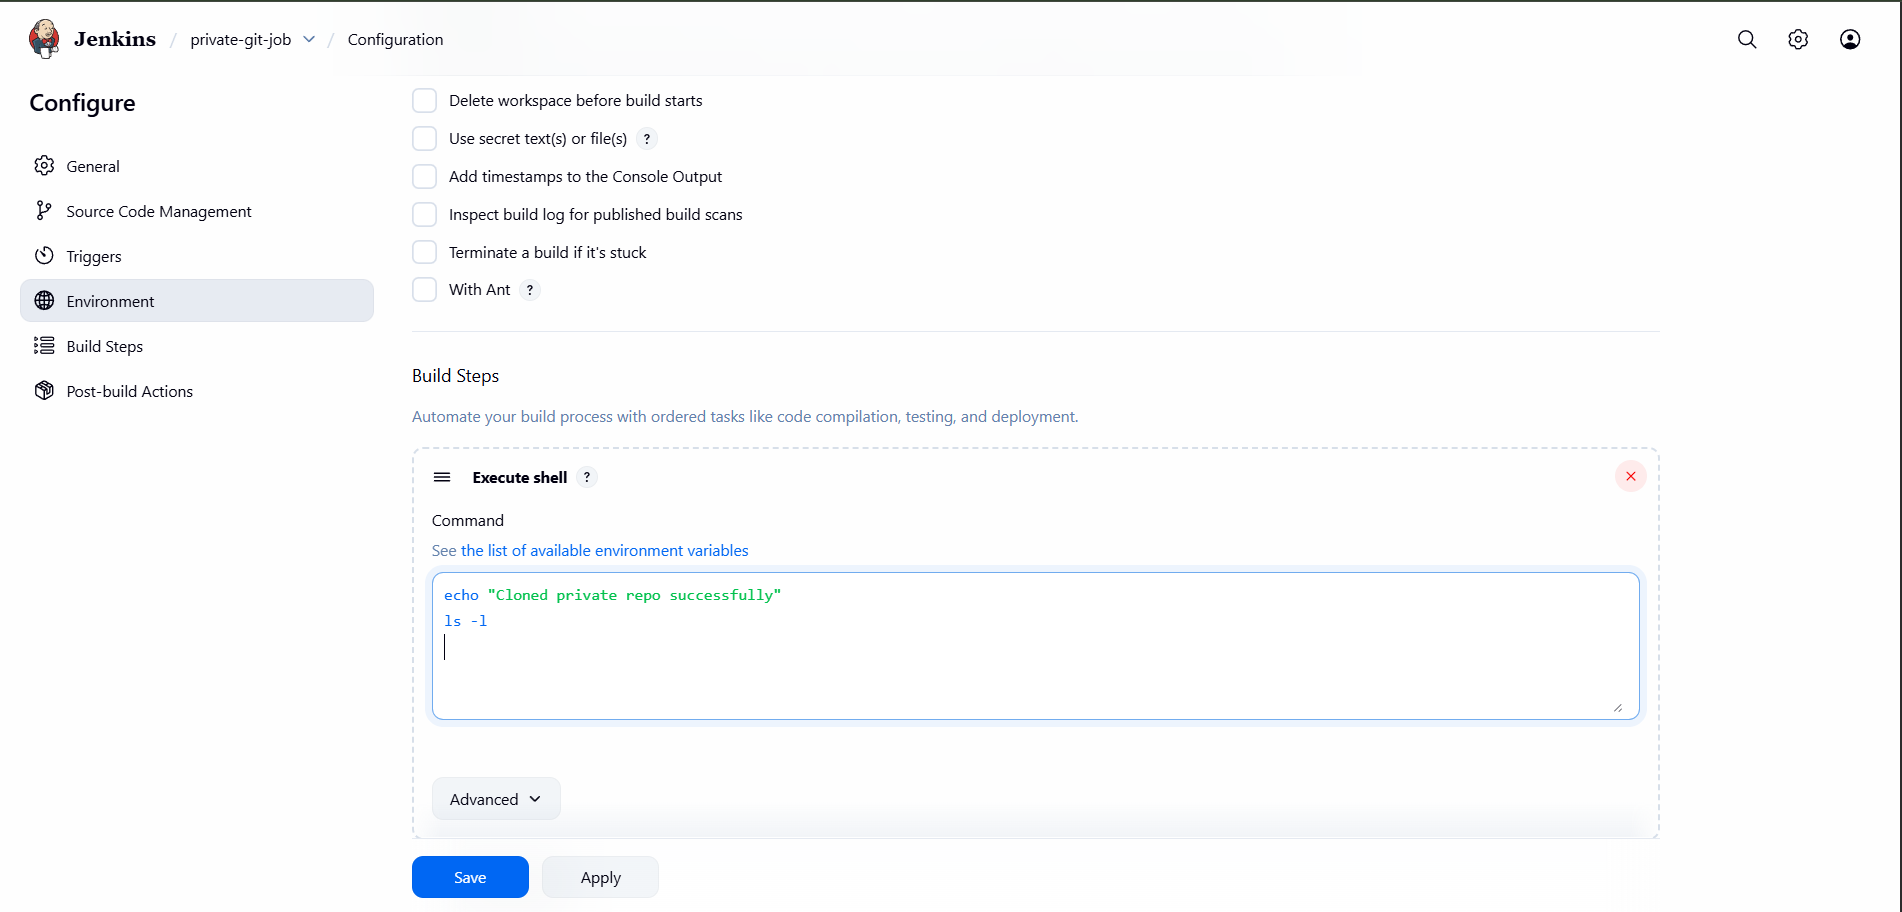 Jenkins / private-git-job / Configuration
Configure
General
Source Code Management
Triggers
Environment
Build Steps
Post-build Actions
Delete workspace before build starts
Use secret text(s) or file(s) ?
Add timestamps to the Console Output
Inspect build log for published build scans
Terminate a build if it's stuck
With Ant ?
Build Steps
Automate your build process with ordered tasks like code compilation, testing, and deployment.
Execute shell ?
Command
See the list of available environment variables
echo "Cloned private repo successfully"
ls -l
Advanced
Save Apply